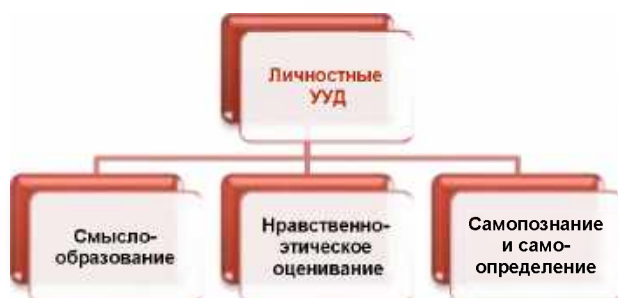 Личностные
УУД
Смысло-
образование
Нравственно-
этическое
оценивание
Самопознание
и само-
определение